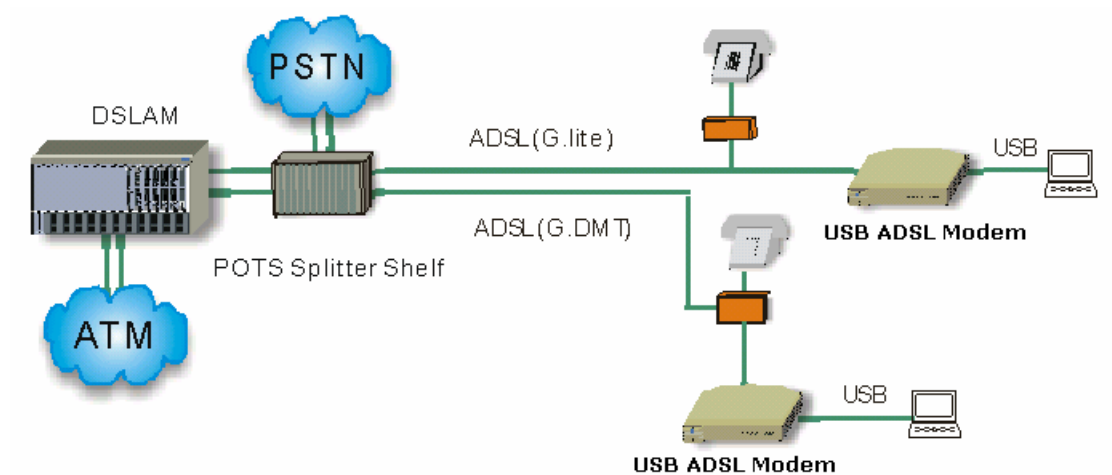 PSTN
DSLAM
ADSL(G.lite)
USB
ADSL(G.DMT)
USB ADSL Modem
POTS Splitter Shelf
ATM
USB
USB ADSL Modem